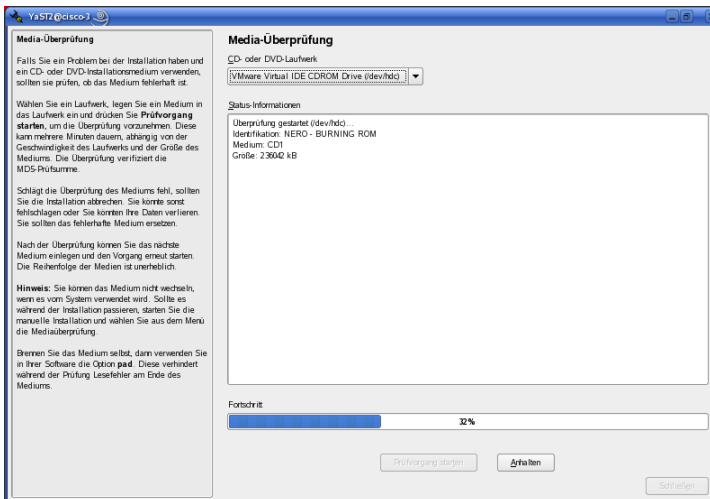 YaST2@cisco-3
Media-Überprüfung
Falls Sie ein Problem bei der Installation haben und
ein CD- oder DVD-Installationsmedium verwenden,
sollten sie prüfen, ob das Medium fehlerhaft ist.
Wählen Sie ein Laufwerk, legen Sie ein Medium in
das Laufwerk ein und drücken Sie Prüfvorgang
starten, um die Überprüfung vorzunehmen. Diese
kann mehrere Minuten dauern, abhängig von der
Geschwindigkeit des Laufwerks und der Größe des
Mediums. Die Überprüfung verifiziert die
MD5-Prüfsumme.
Schlägt die Überprüfung des Mediums fehl, sollten
Sie die Installation abbrechen. Sie könnte sonst
fehlschlagen oder Sie könnten Ihre Daten verlieren.
Sie sollten das fehlerhafte Medium ersetzen.
Nach der Überprüfung können Sie das nächste
Medium einlegen und den Vorgang erneut starten.
Die Reihenfolge der Medien ist unerheblich.
Hinweis: Sie können das Medium nicht wechseln,
wenn es vom System verwendet wird. Sollte es
während der Installation passieren, starten Sie die
manuelle Installation und wählen Sie aus dem Menü
die Mediaüberprüfung.
Brennen Sie das Medium selbst, dann verwenden Sie
in Ihrer Software die Option pad. Diese verhindert
während der Prüfung Lesefehler am Ende des
Mediums.
Media-Überprüfung
CD- oder DVD-Laufwerk
VMware Virtual IDE CDROM Drive (/dev/hdc)
Status-Informationen
Überprüfung gestartet (/dev/hdc)...
Identifikation: NERO - BURNING ROM
Medium: CD1
Größe: 236042 kB
Fortschritt
32%
Prüfvorgang starten
Anhalten
Schließen